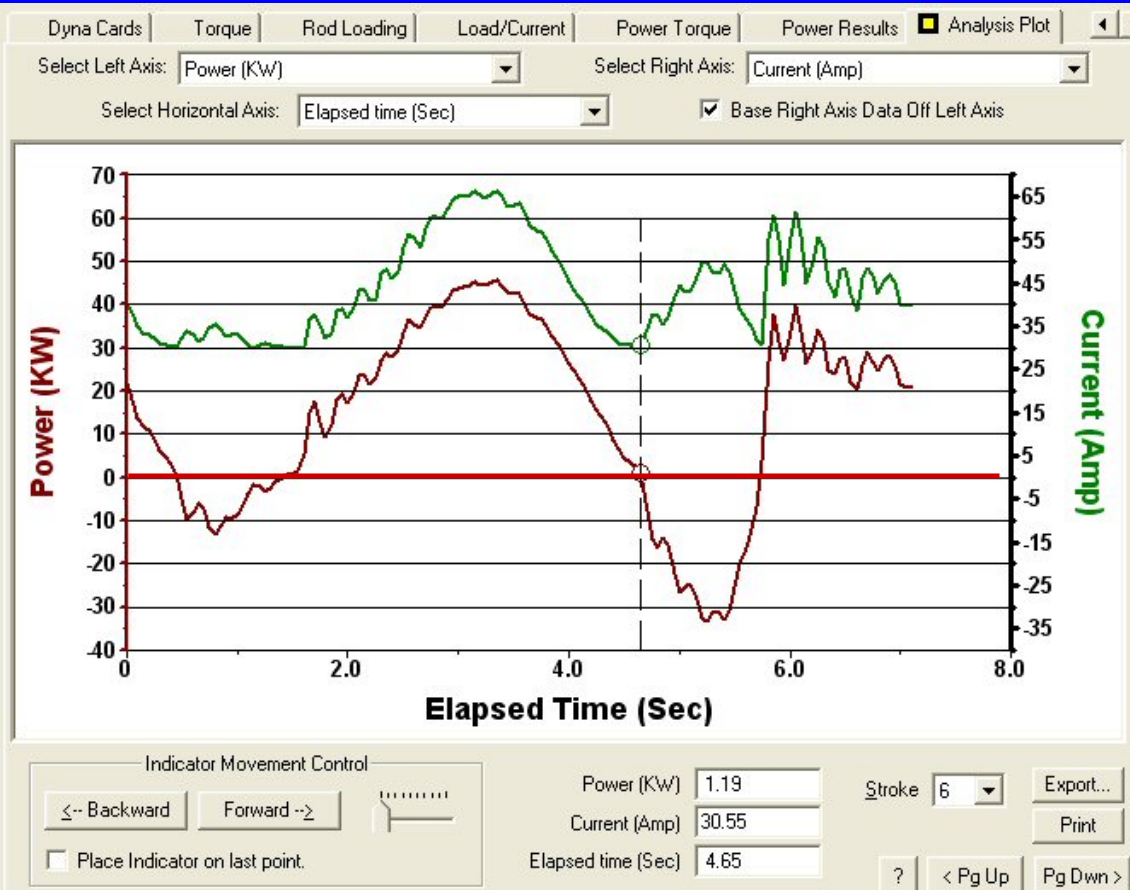 Dyna Cards Torque Rod Loading Load/Current Power Torque Power Results Analysis Plot
Select Left Axis: Power (KW) Select Right Axis: Current (Amp)
Select Horizontal Axis: Elapsed time (Sec) Base Right Axis Data Off Left Axis
70
60
50
40
30
20
10
0
-10
-20
-30
-40
Power (KW)
65
55
45
35
25
15
5
-5
-15
-25
-35
Current (Amp)
0 2.0 4.0 6.0 8.0
Elapsed Time (Sec)
Indicator Movement Control
<-- Backward Forward -->
Place Indicator on last point.
Power (KW) 1.19
Current (Amp) 30.55
Elapsed time (Sec) 4.65
Stroke 6
Export...
Print
? < Pg Up Pg Dwn >